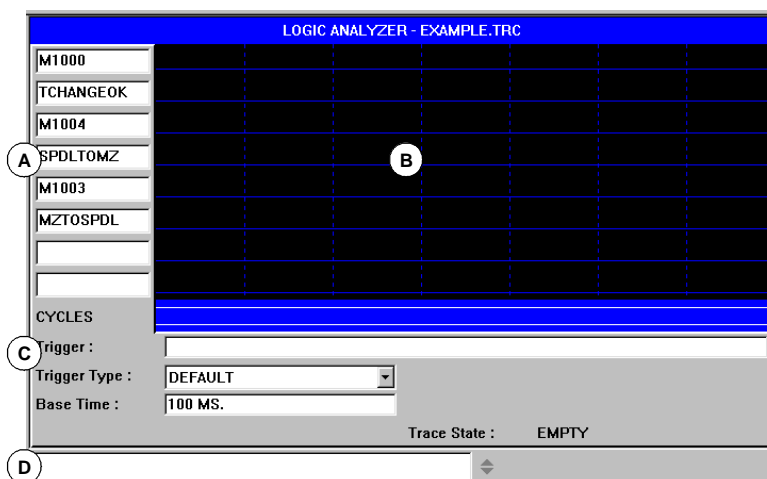 LOGIC ANALYZER - EXAMPLE.TRC
M1000
TCHANGEOK
M1004
A
SPDLTOMZ
B
M1003
MZTOSPDL
CYCLES
C
Trigger :
Trigger Type : DEFAULT
Base Time : 100 MS.
Trace State : EMPTY
D